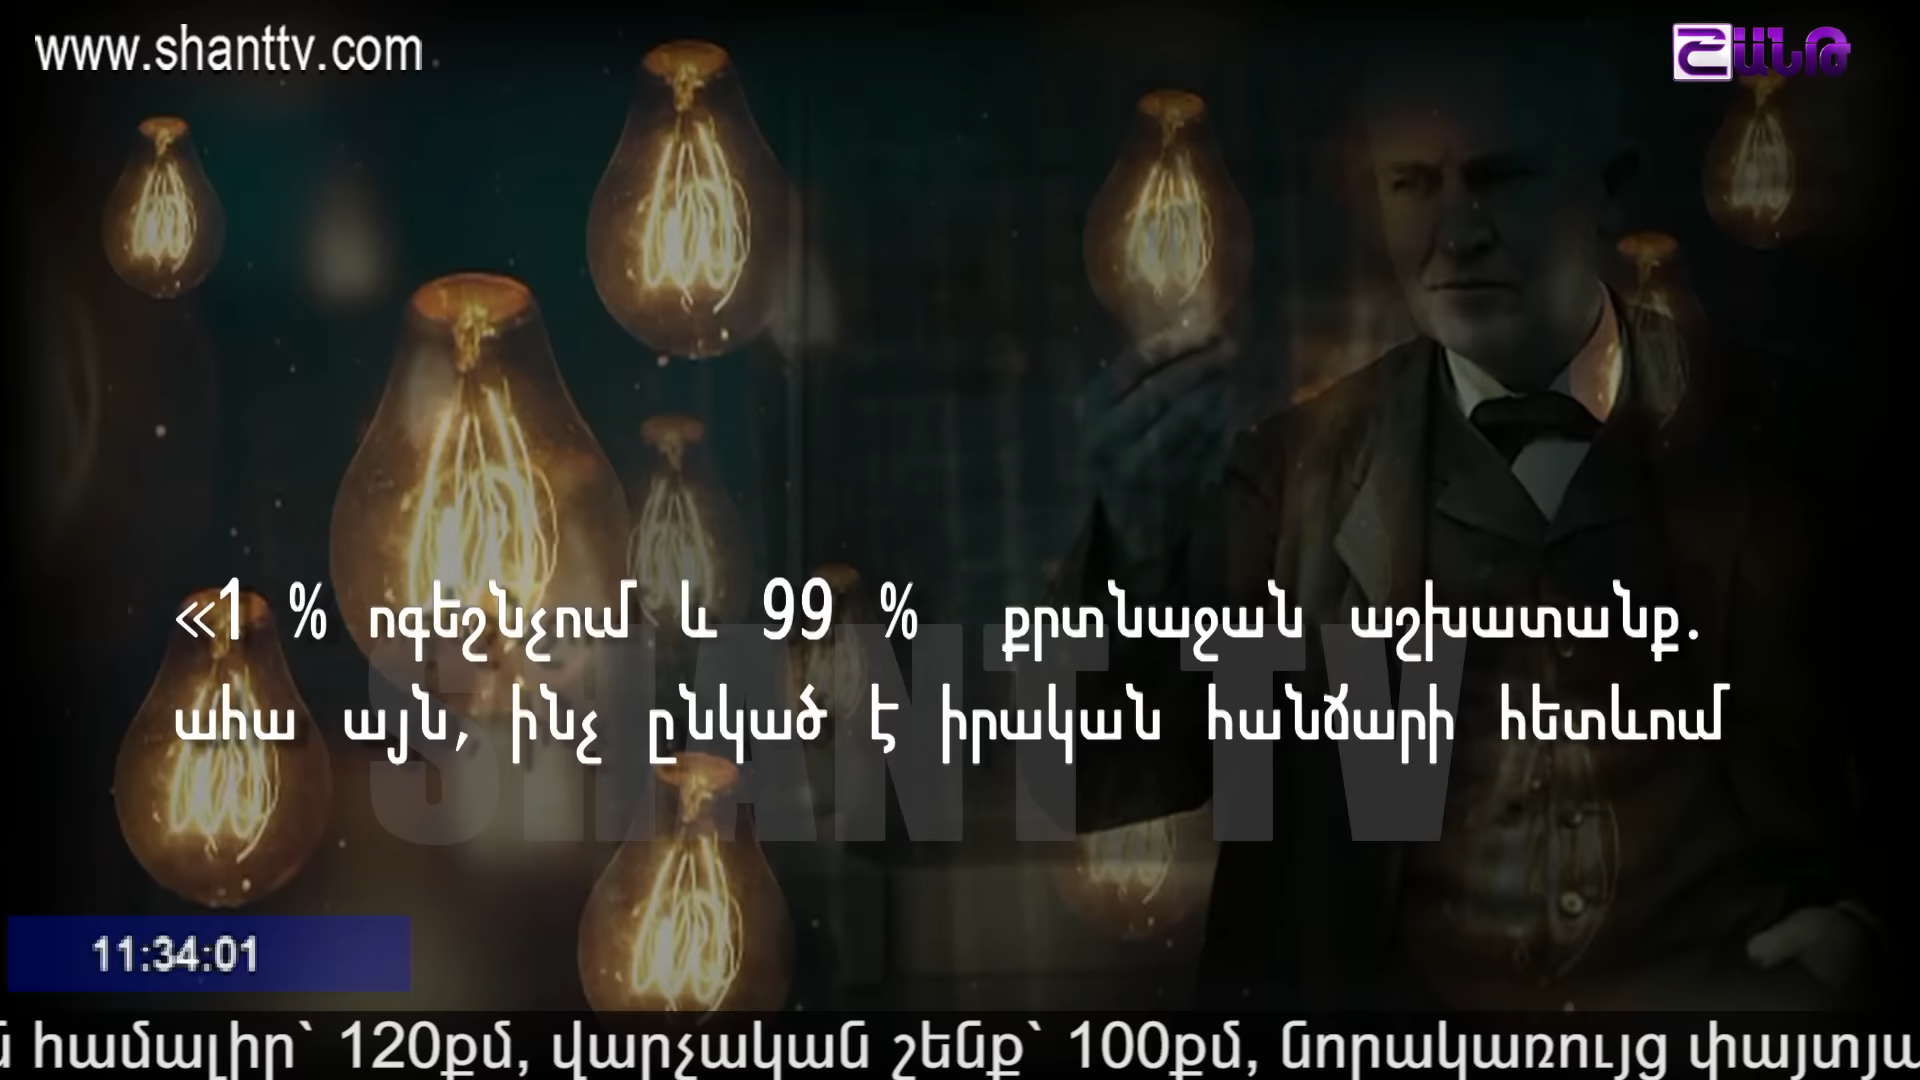 www.shanttv.com
ՇԱՆԹ
«1 % ոգեշնչում և 99 % քրտնաջան աշխատանք.
ահա այն, ինչ ընկած է իրական հանճարի հետևում
SHANT TV
11:34:01
համալիր` 120քմ, վարչական շենք` 100քմ, նորակառույց փայտյա